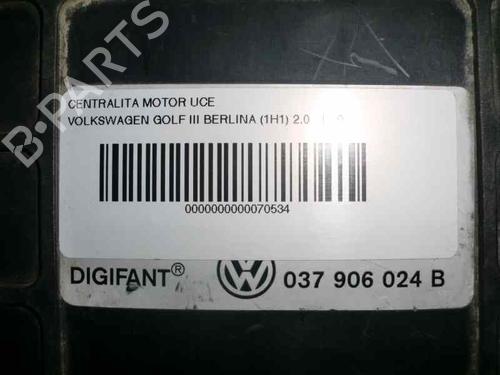 CENTRALITA MOTOR UCE
VOLKSWAGEN GOLF III BERLINA (1H1) 2.0
0000000000070534
DIGIFANT® VW 037 906 024 B
B-PARTS